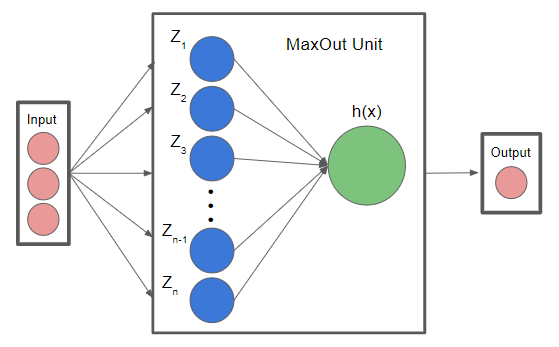 MaxOut Unit
Input
Z1
Z2
Z3
Zn-1
Zn
h(x)
Output